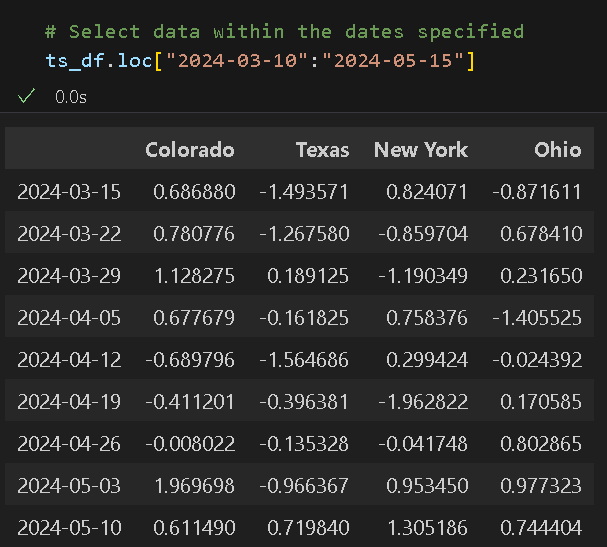 # Select data within the dates specified
ts_df.loc["2024-03-10":"2024-05-15"]
✓ 0.0s
Colorado Texas New York Ohio
2024-03-15 0.686880 -1.493571 0.824071 -0.871611
2024-03-22 0.780776 -1.267580 -0.859704 0.678410
2024-03-29 1.128275 0.189125 -1.190349 0.231650
2024-04-05 0.677679 -0.161825 0.758376 -1.405525
2024-04-12 -0.689796 -1.564686 0.299424 -0.024392
2024-04-19 -0.411201 -0.396381 -1.962822 0.170585
2024-04-26 -0.008022 -0.135328 -0.041748 0.802865
2024-05-03 1.969698 -0.966367 0.953450 0.977323
2024-05-10 0.611490 0.719840 1.305186 0.744404